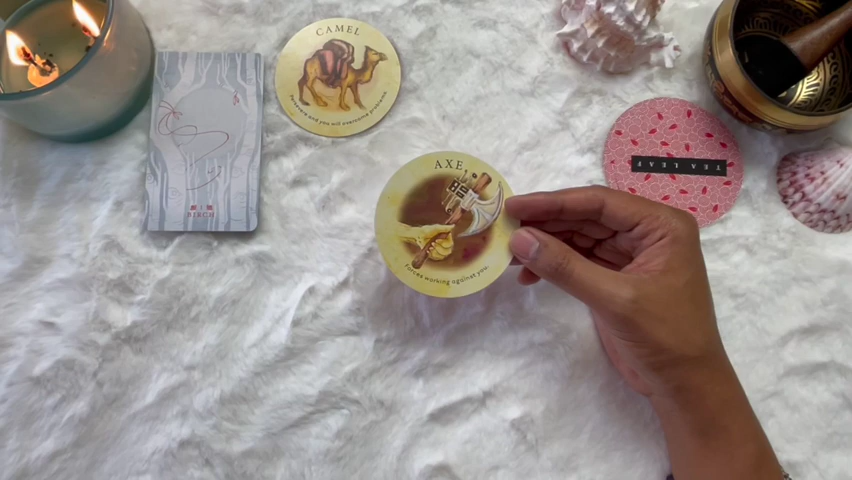 CAMEL
Persevere and you will overcome problems.
AXE
Forces working against you.
TEA LEAF
BIRCH